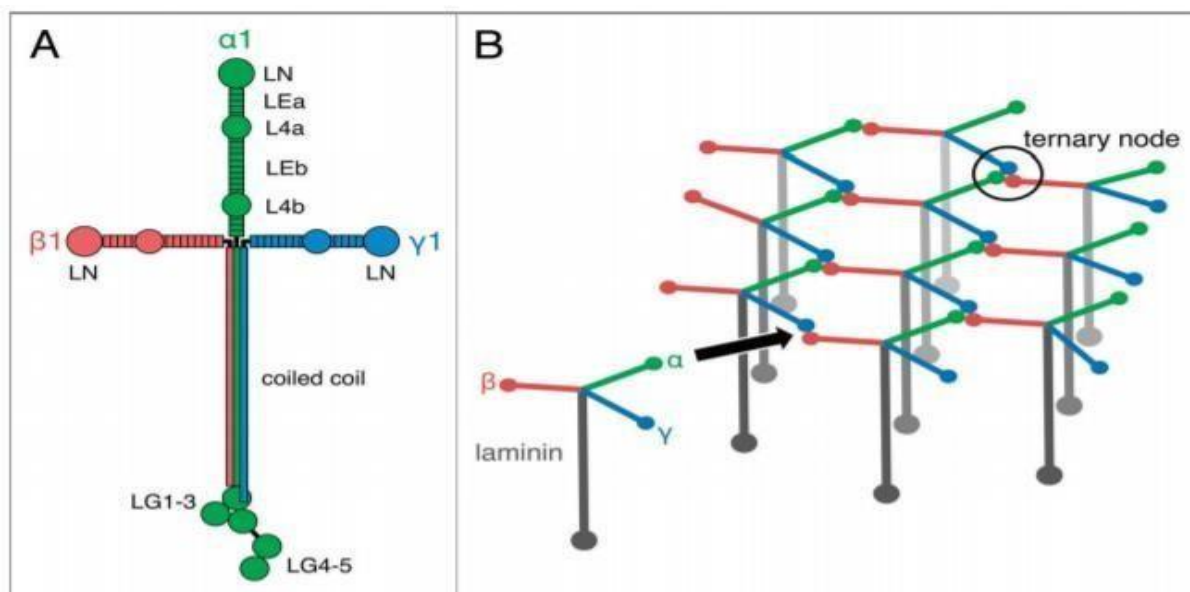 A
α1
LN
LEa
L4a
LEb
L4b
β1
γ1
LN
LN
coiled coil
LG1-3
LG4-5
B
ternary node
α
β
γ
laminin